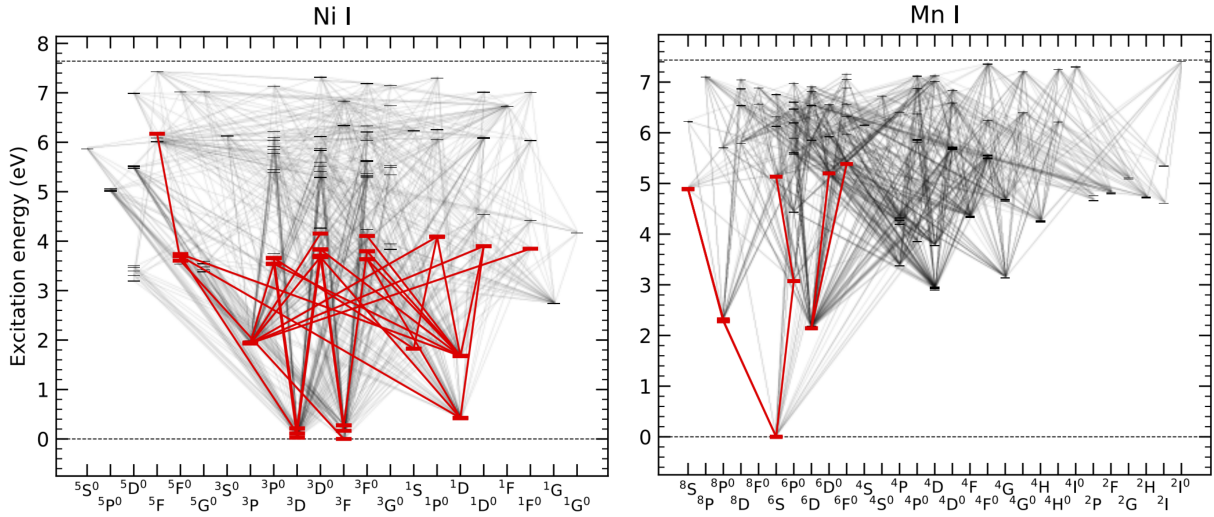 Ni I
Mn I
Excitation energy (eV)
8
7
6
5
4
3
2
1
0
7
6
5
4
3
2
1
0
⁵S⁰ ⁵D⁰ ⁵F⁰ ³S⁰ ³P⁰ ³D⁰ ³F⁰ ¹S ¹D ¹F ¹G
⁵P⁰ ⁵F ⁵G⁰ ³P ³D ³F ³G⁰ ¹P⁰ ¹D⁰ ¹F⁰ ¹G⁰
⁸S ⁸P⁰ ⁸F⁰ ⁶P⁰ ⁶D⁰ ⁴S ⁴P ⁴D ⁴F ⁴G ⁴H ⁴I⁰ ²F ²H ²I⁰
⁸P ⁸D ⁶S ⁶D ⁶F⁰ ⁴S⁰ ⁴P⁰ ⁴D⁰ ⁴F⁰ ⁴G⁰ ⁴H⁰ ²P ²G ²I